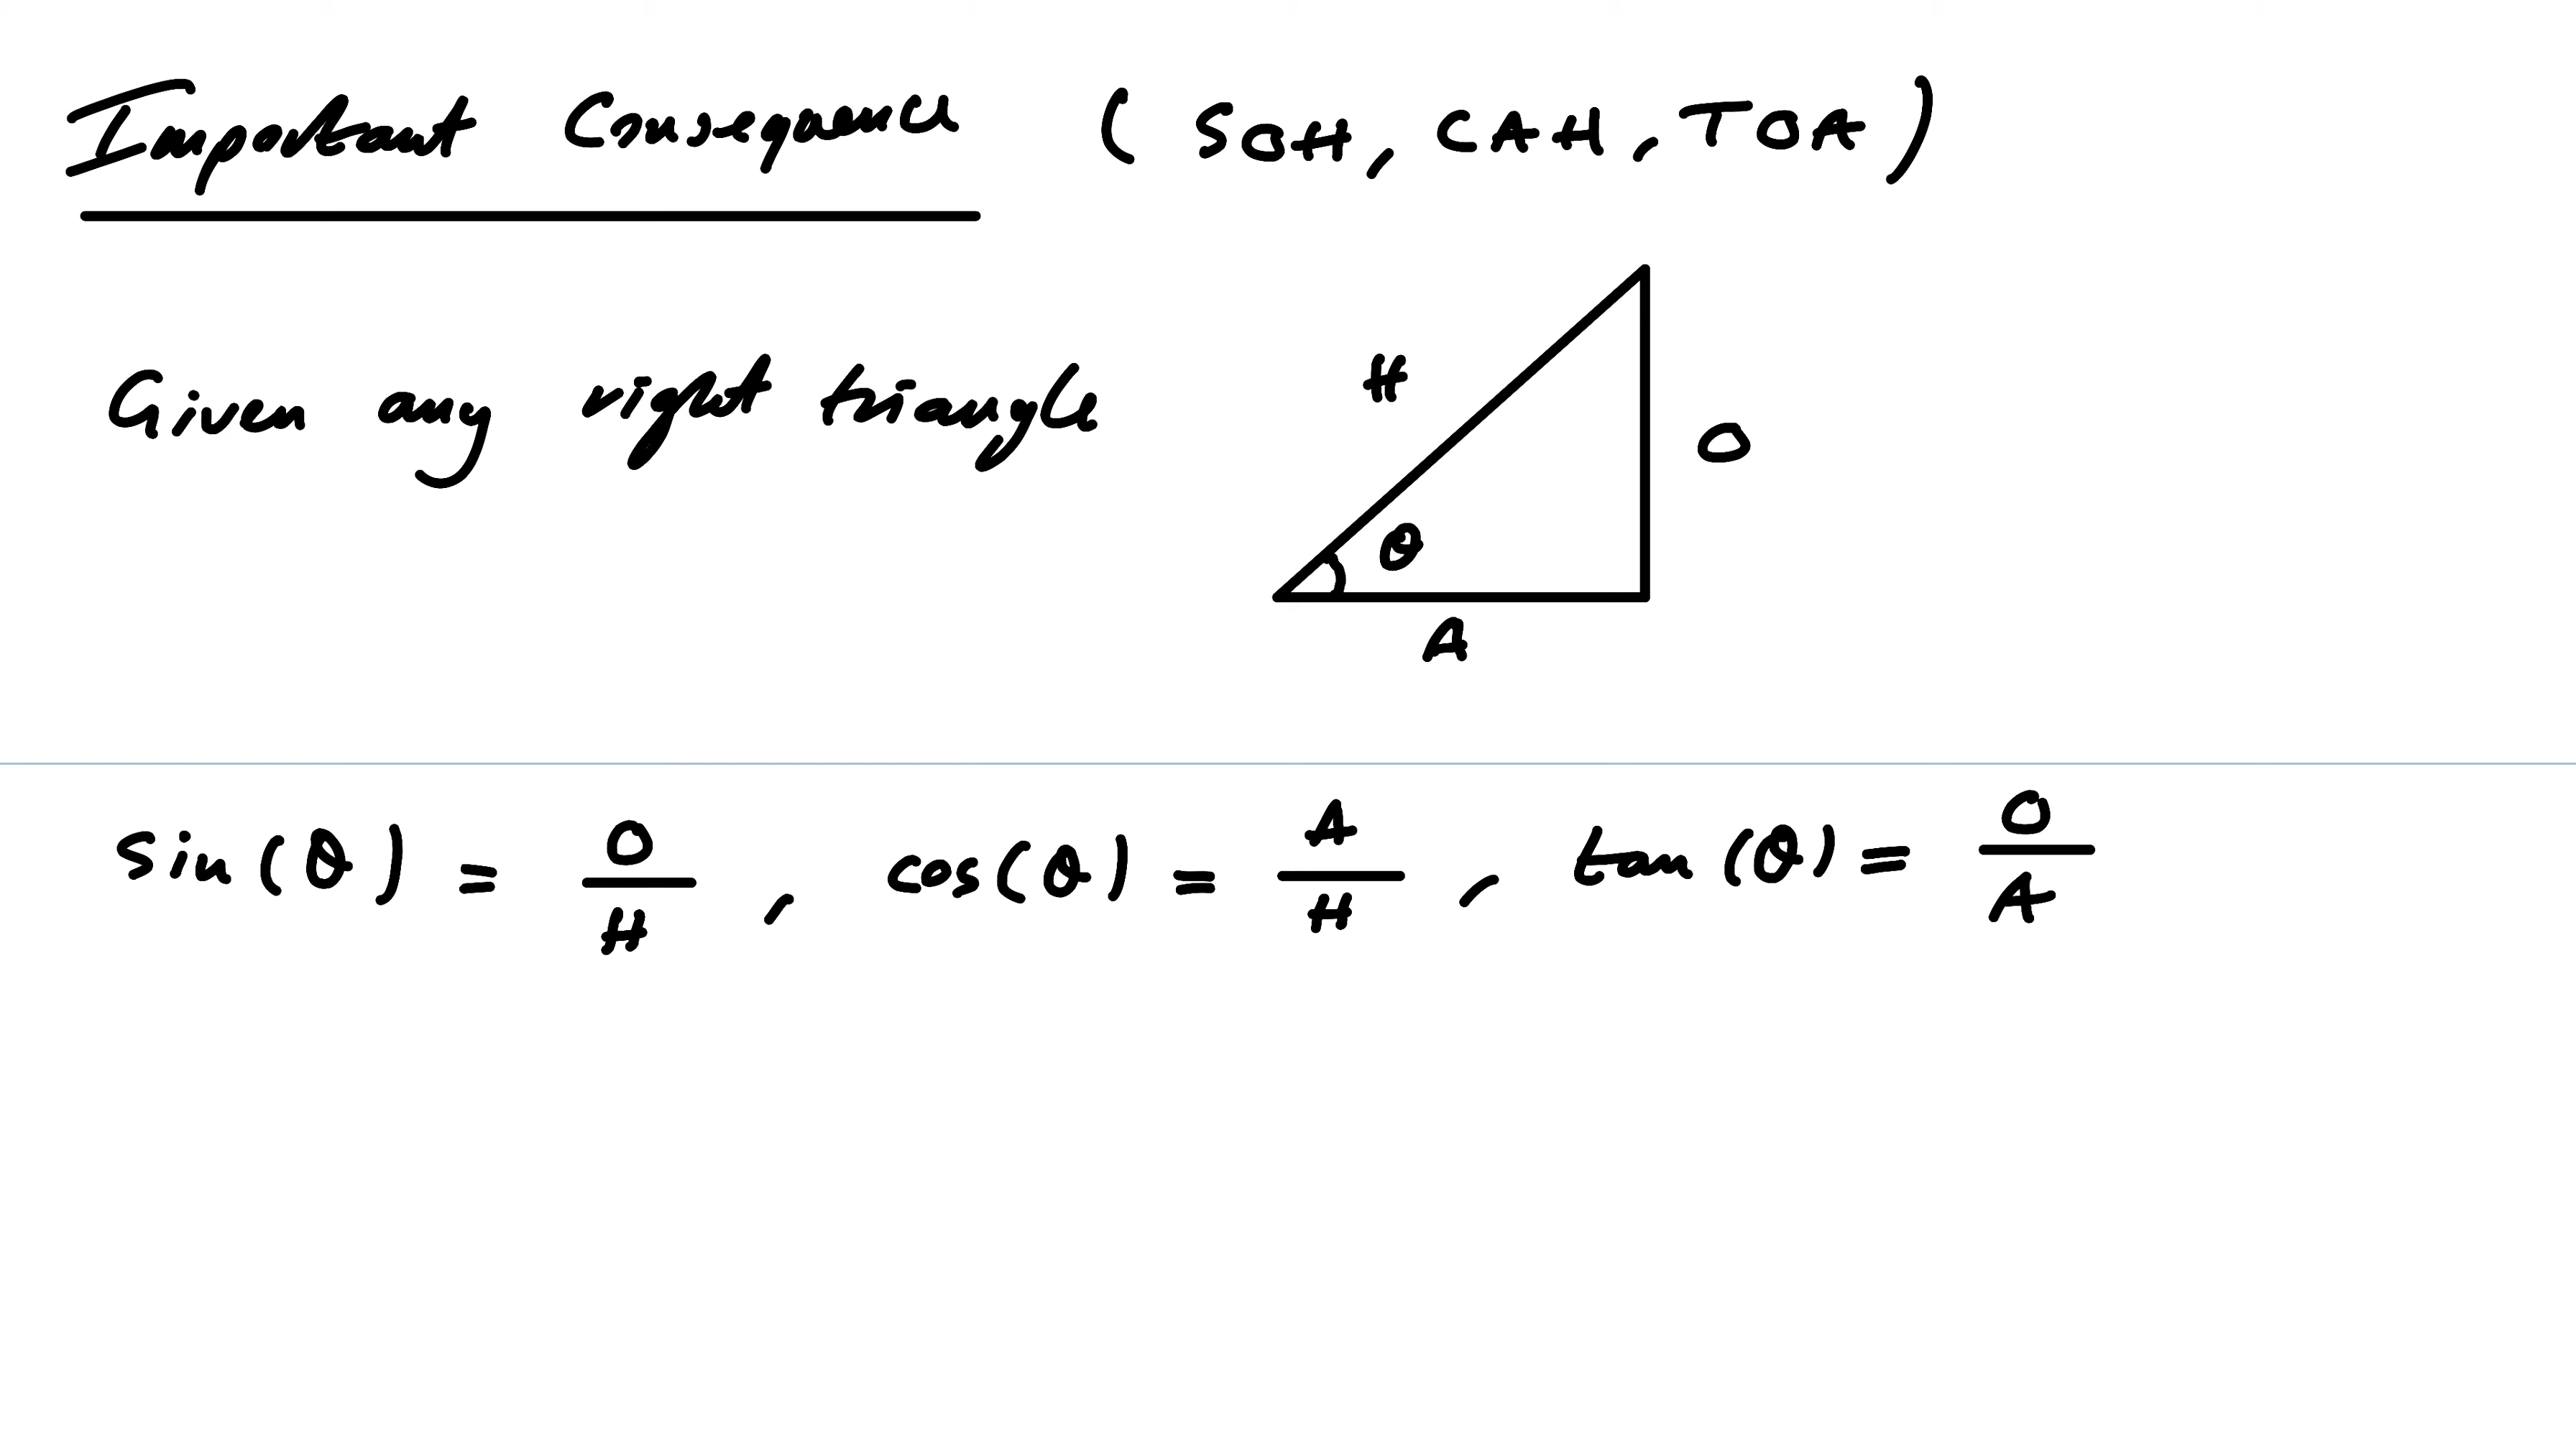 Important Consequence (SOH, CAH, TOA)
Given any right triangle
H
O
θ
A
sin(θ) = O/H , cos(θ) = A/H , tan(θ) = O/A